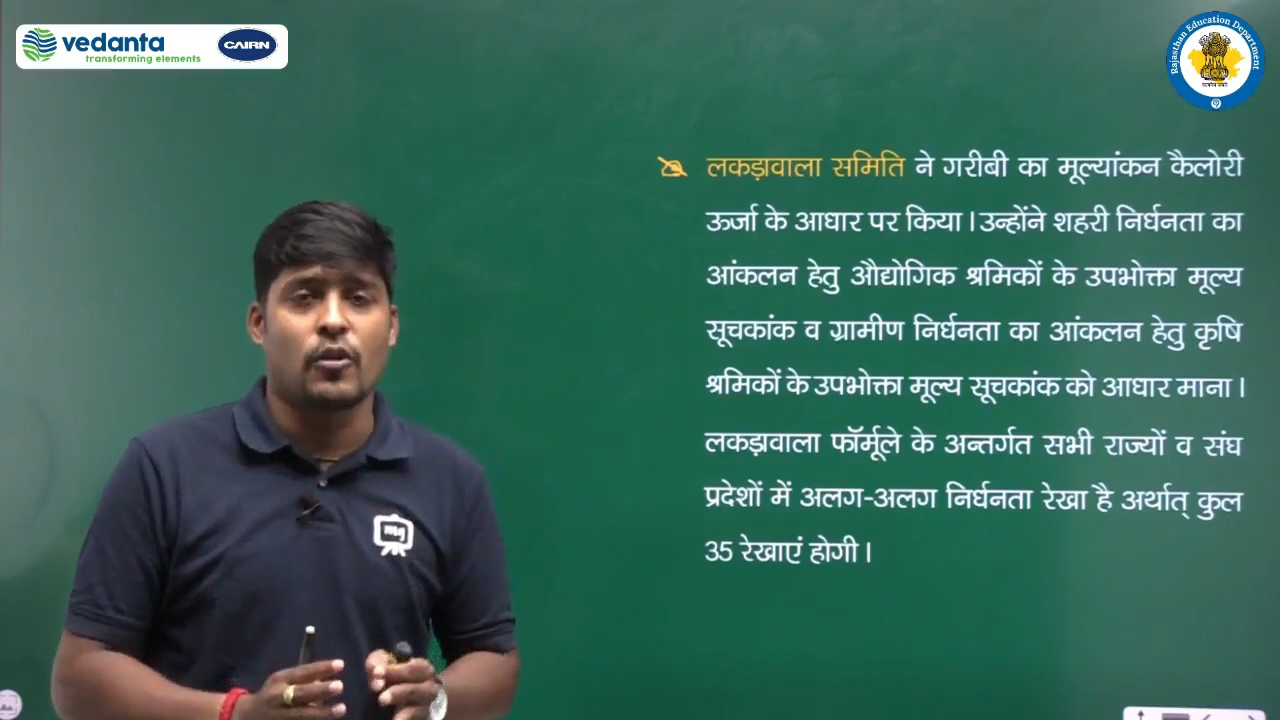 vedanta
transforming elements
CAIRN
Rajasthan Education Department
लकड़ावाला समिति ने गरीबी का मूल्यांकन कैलोरी
ऊर्जा के आधार पर किया। उन्होंने शहरी निर्धनता का
आंकलन हेतु औद्योगिक श्रमिकों के उपभोक्ता मूल्य
सूचकांक व ग्रामीण निर्धनता का आंकलन हेतु कृषि
श्रमिकों के उपभोक्ता मूल्य सूचकांक को आधार माना।
लकड़ावाला फॉर्मूले के अन्तर्गत सभी राज्यों व संघ
प्रदेशों में अलग-अलग निर्धनता रेखा है अर्थात् कुल
35 रेखाएं होगी।